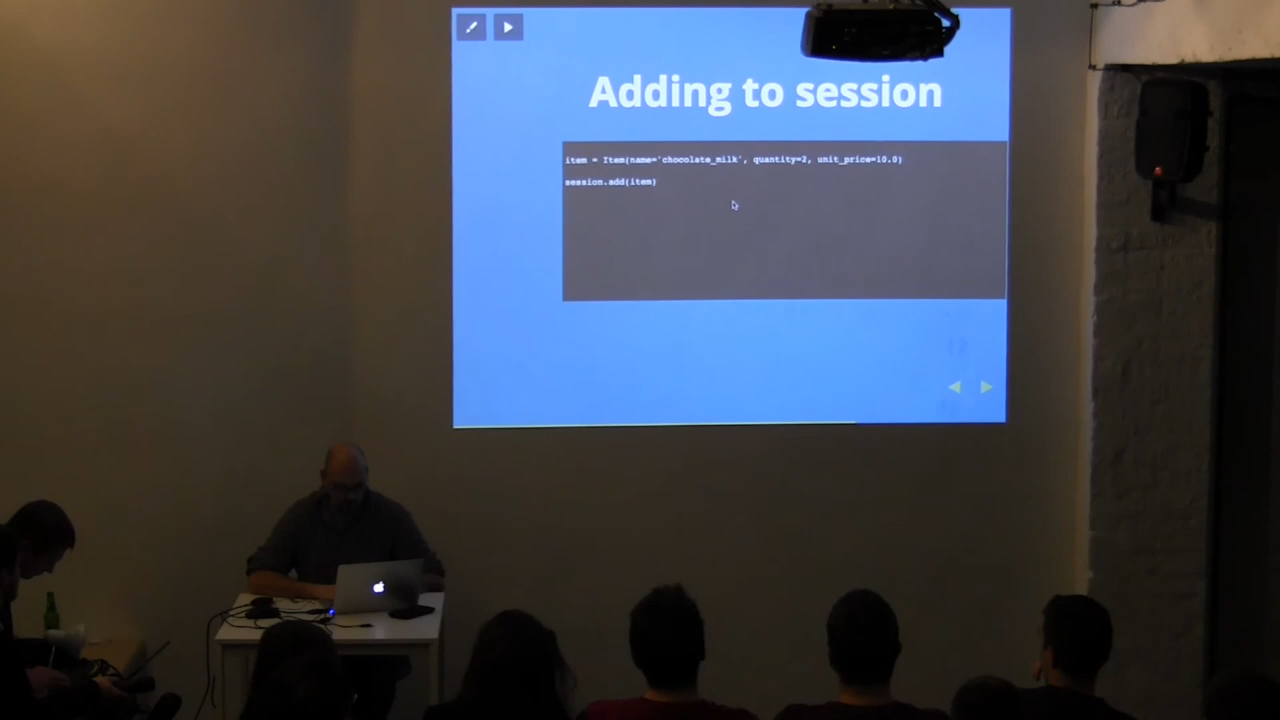 Adding to session
item = Item(name='chocolate_milk', quantity=2, unit_price=10.0)
session.add(item)